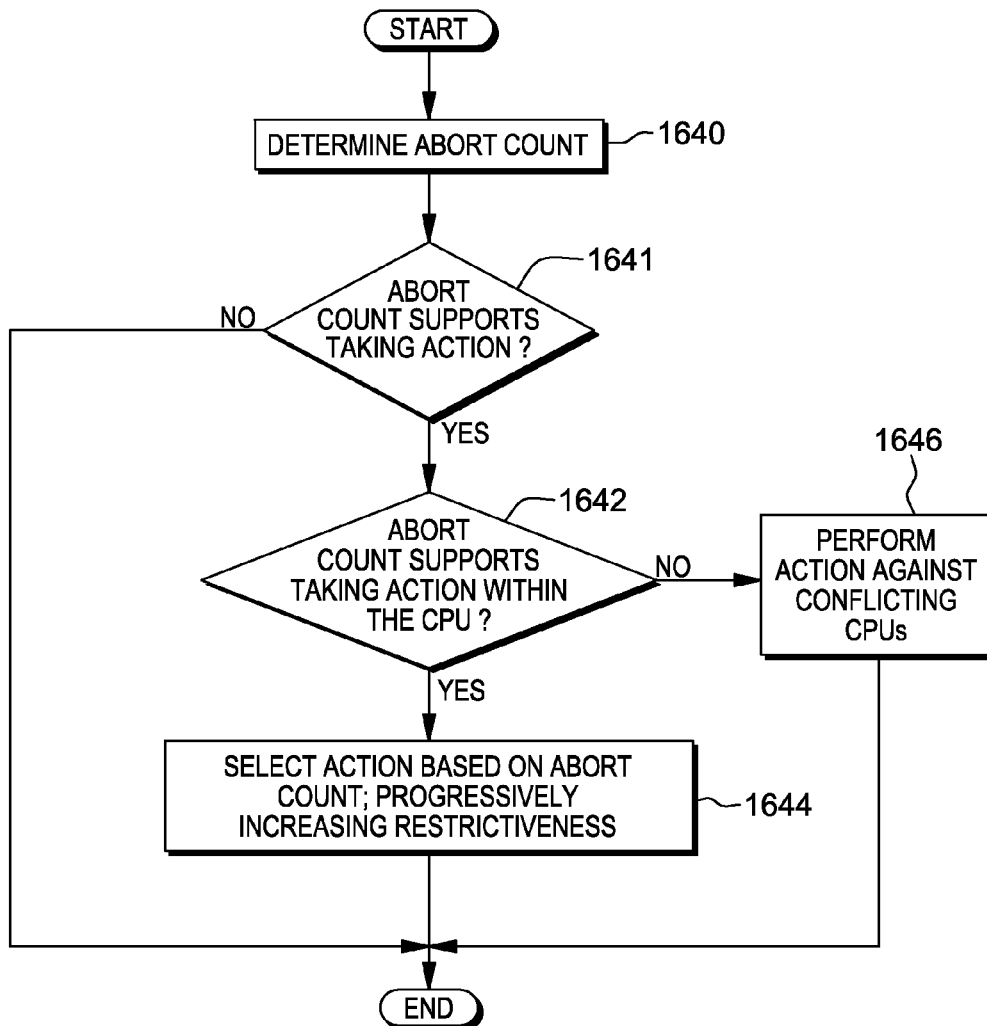 START
DETERMINE ABORT COUNT
1640
1641
ABORT
COUNT SUPPORTS
TAKING ACTION ?
NO
YES
1646
1642
ABORT
COUNT SUPPORTS
TAKING ACTION WITHIN
THE CPU ?
NO
PERFORM
ACTION AGAINST
CONFLICTING
CPUs
YES
SELECT ACTION BASED ON ABORT
COUNT; PROGRESSIVELY
INCREASING RESTRICTIVENESS
1644
END